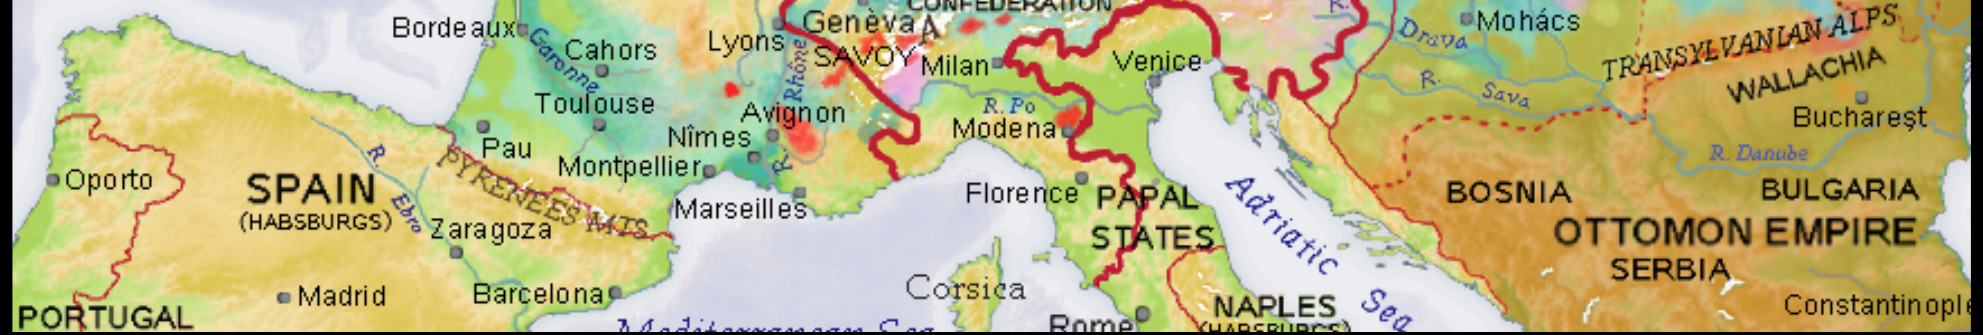 CONFEDERATION
Bordeaux
Genèva
Mohács
Garonne
Cahors
Lyons
Rhône
SAVOY
A
Milan
Venice
R.
Drava
TRANSYLVANIAN ALPS
R.
Sava
WALLACHIA
Toulouse
Avignon
R. Po
Bucharest
Nîmes
Modena
Pau
Montpellier
R.
R. Danube
Oporto
SPAIN
(HABSBURGS)
R.
Ebro
PYRENEES MTS
Marseilles
Florence
PAPAL
STATES
Adriatic
Sea
BOSNIA
BULGARIA
Zaragoza
OTTOMON EMPIRE
SERBIA
Madrid
Barcelona
Corsica
NAPLES
(HABSBURGS)
Constantinople
PORTUGAL
Mediterranean Sea
Rome